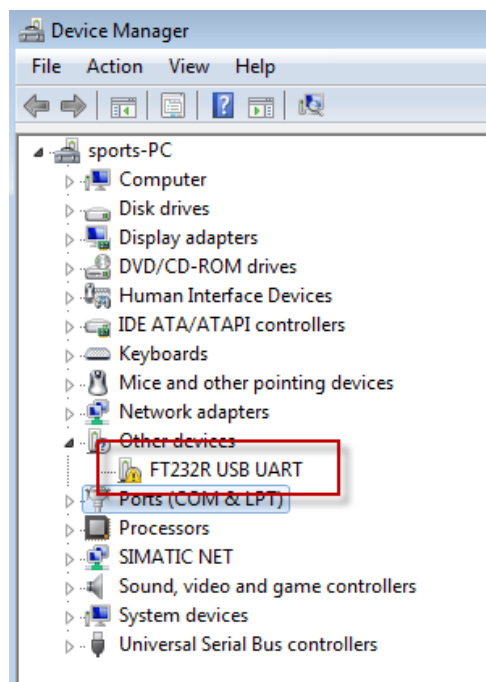 Device Manager
File Action View Help
sports-PC
Computer
Disk drives
Display adapters
DVD/CD-ROM drives
Human Interface Devices
IDE ATA/ATAPI controllers
Keyboards
Mice and other pointing devices
Network adapters
Other devices
FT232R USB UART
Ports (COM & LPT)
Processors
SIMATIC NET
Sound, video and game controllers
System devices
Universal Serial Bus controllers